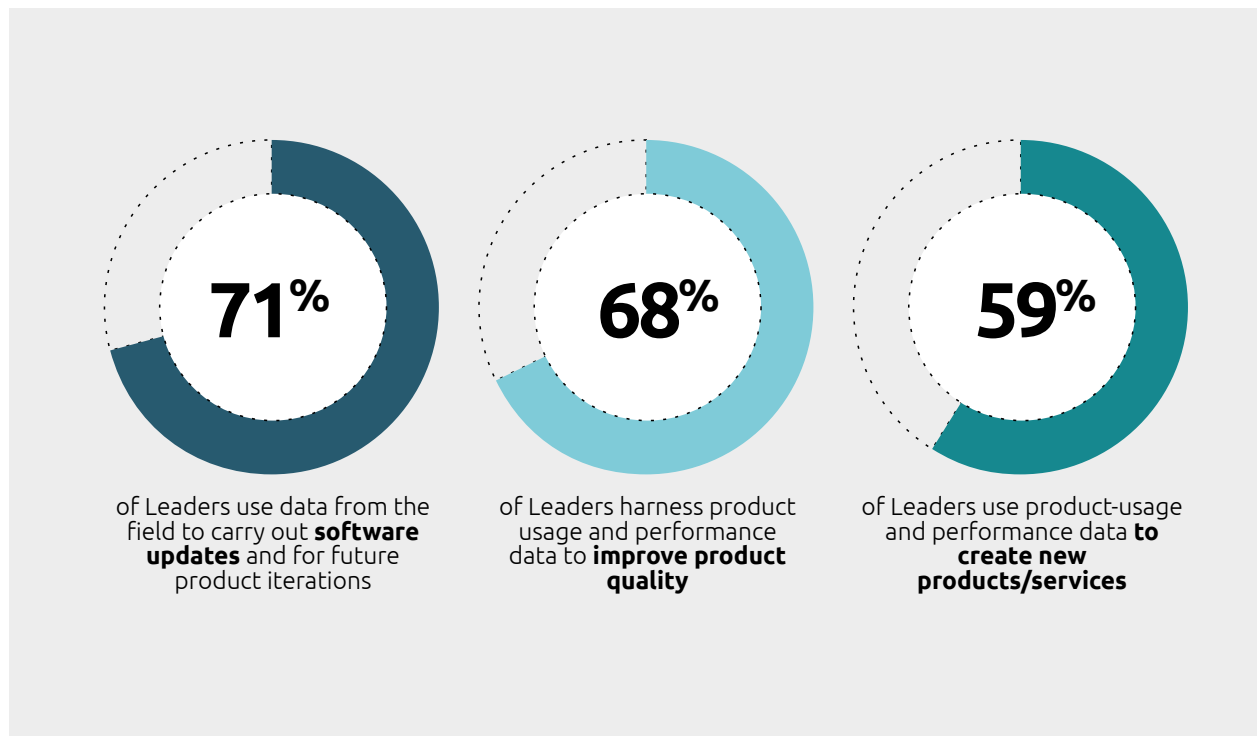 71%
of Leaders use data from the
field to carry out software
updates and for future
product iterations
68%
of Leaders harness product
usage and performance
data to improve product
quality
59%
of Leaders use product-usage
and performance data to
create new
products/services